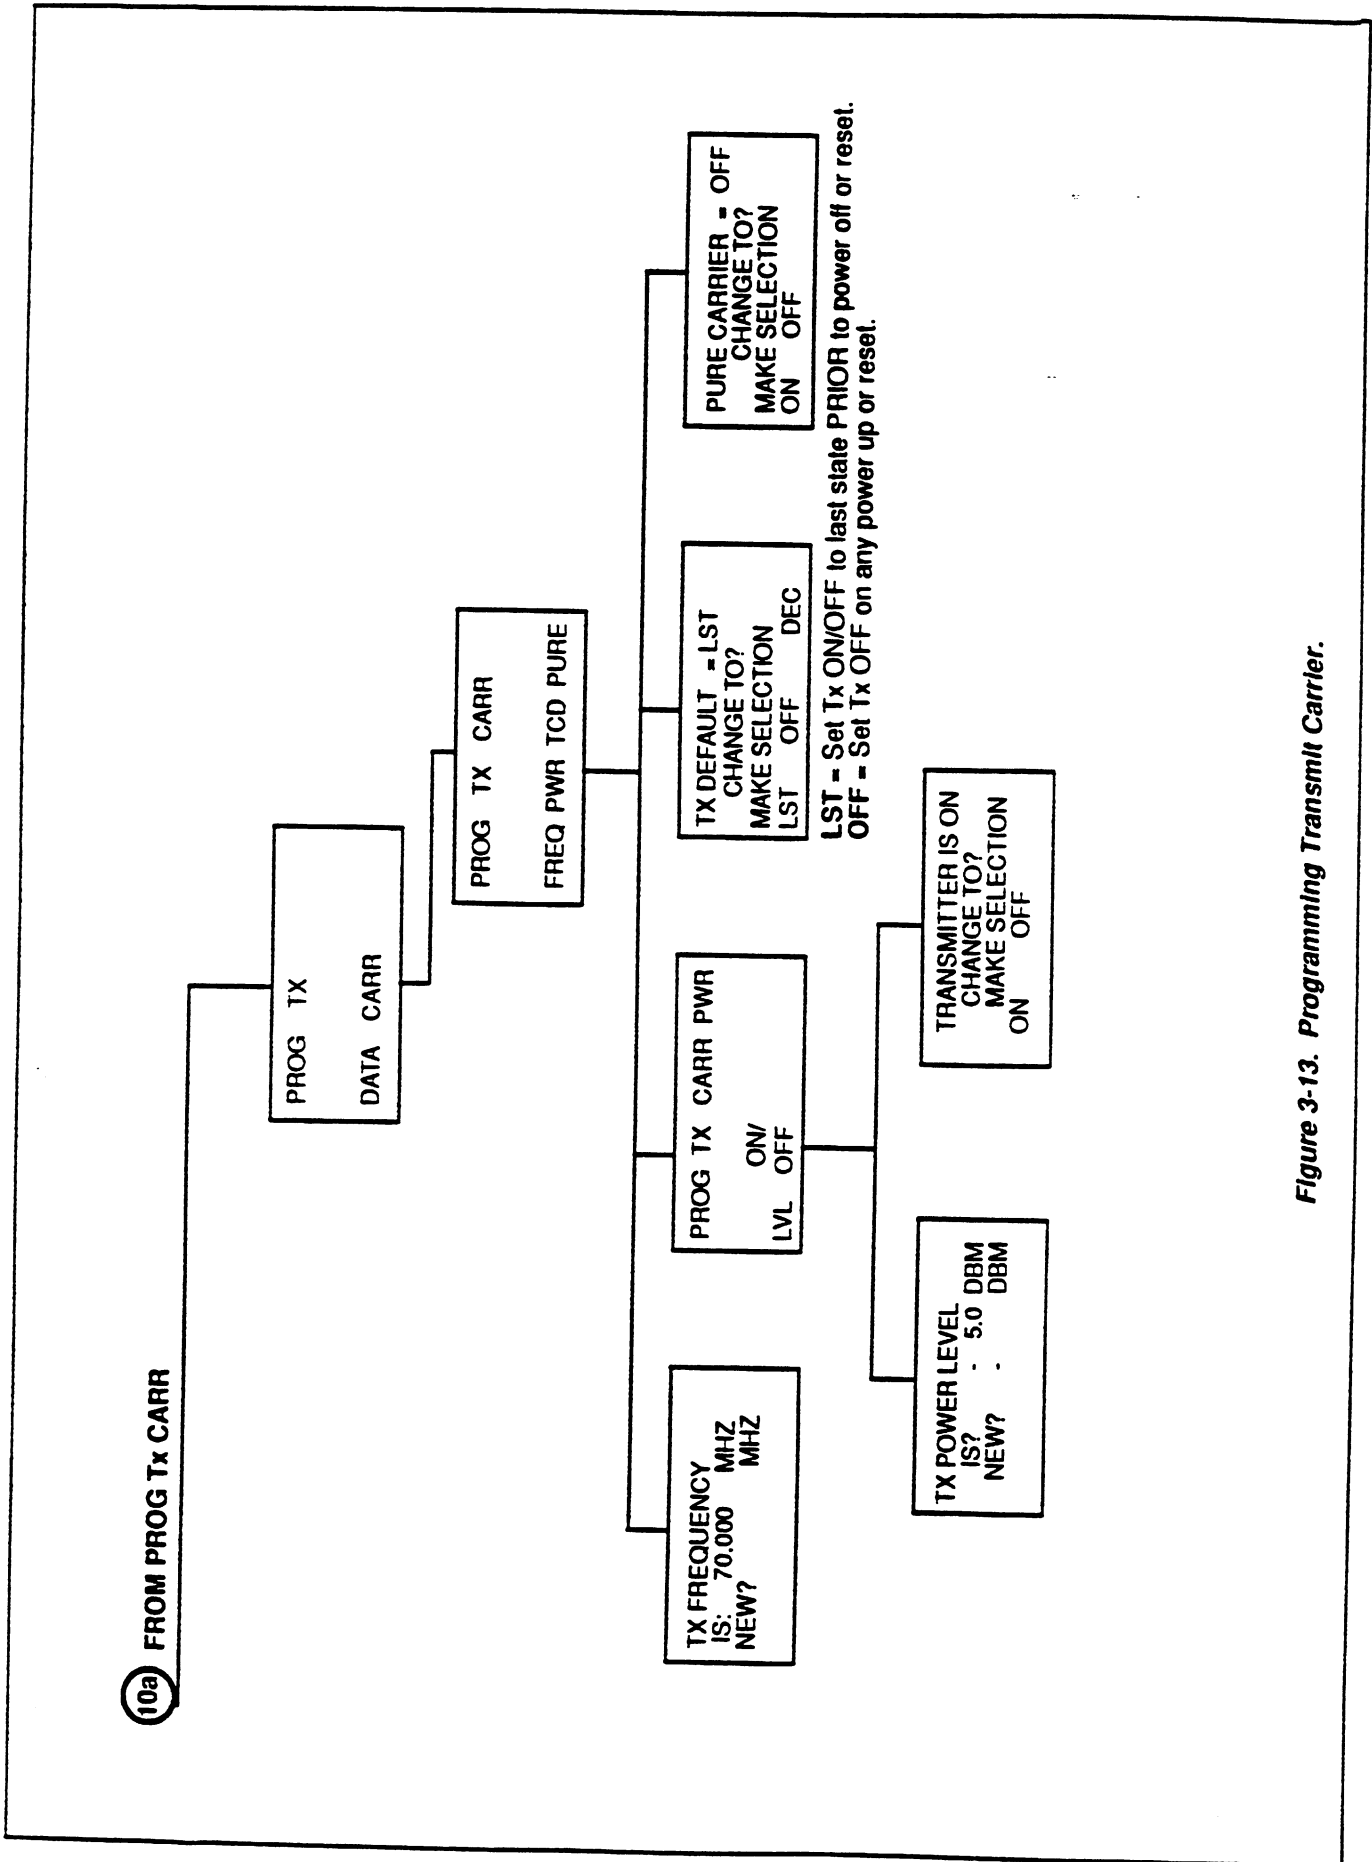 10a FROM PROG Tx CARR
PROG TX
DATA CARR
PROG TX CARR
FREQ PWR TCD PURE
TX FREQUENCY
IS: 70.000 MHZ
NEW? MHZ
PROG TX CARR PWR
ON/
LVL OFF
TX DEFAULT = LST
CHANGE TO?
MAKE SELECTION
LST OFF DEC
PURE CARRIER = OFF
CHANGE TO?
MAKE SELECTION
ON OFF
LST = Set Tx ON/OFF to last state PRIOR to power off or reset.
OFF = Set Tx OFF on any power up or reset.
TX POWER LEVEL
IS? - 5.0 DBM
NEW? - DBM
TRANSMITTER IS ON
CHANGE TO?
MAKE SELECTION
ON OFF
Figure 3-13. Programming Transmit Carrier.